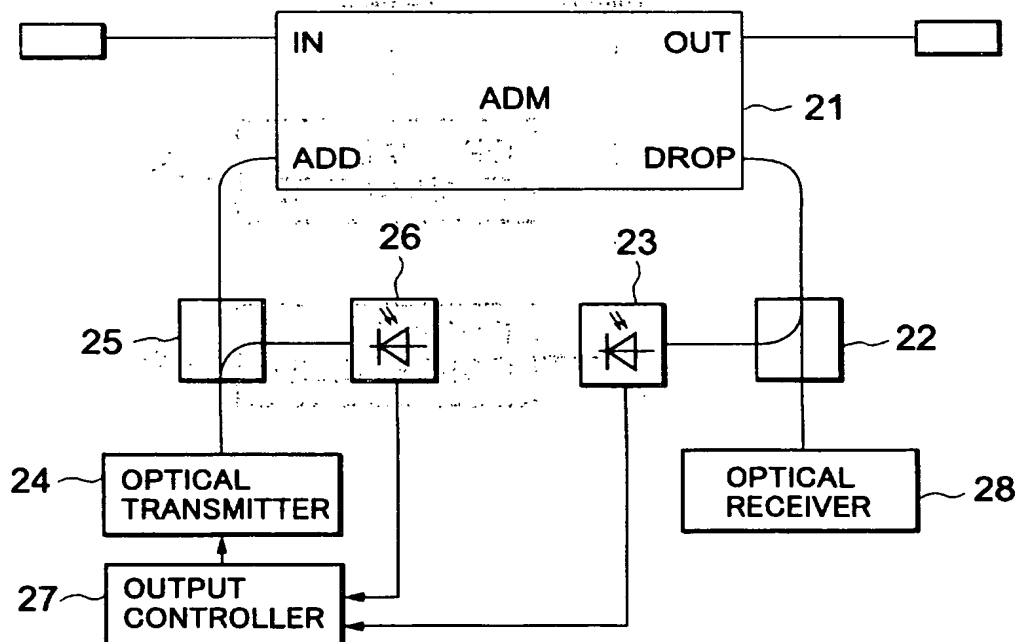 IN
OUT
ADM
21
ADD
DROP
26
23
25
22
24
OPTICAL
TRANSMITTER
OPTICAL
RECEIVER
28
27
OUTPUT
CONTROLLER